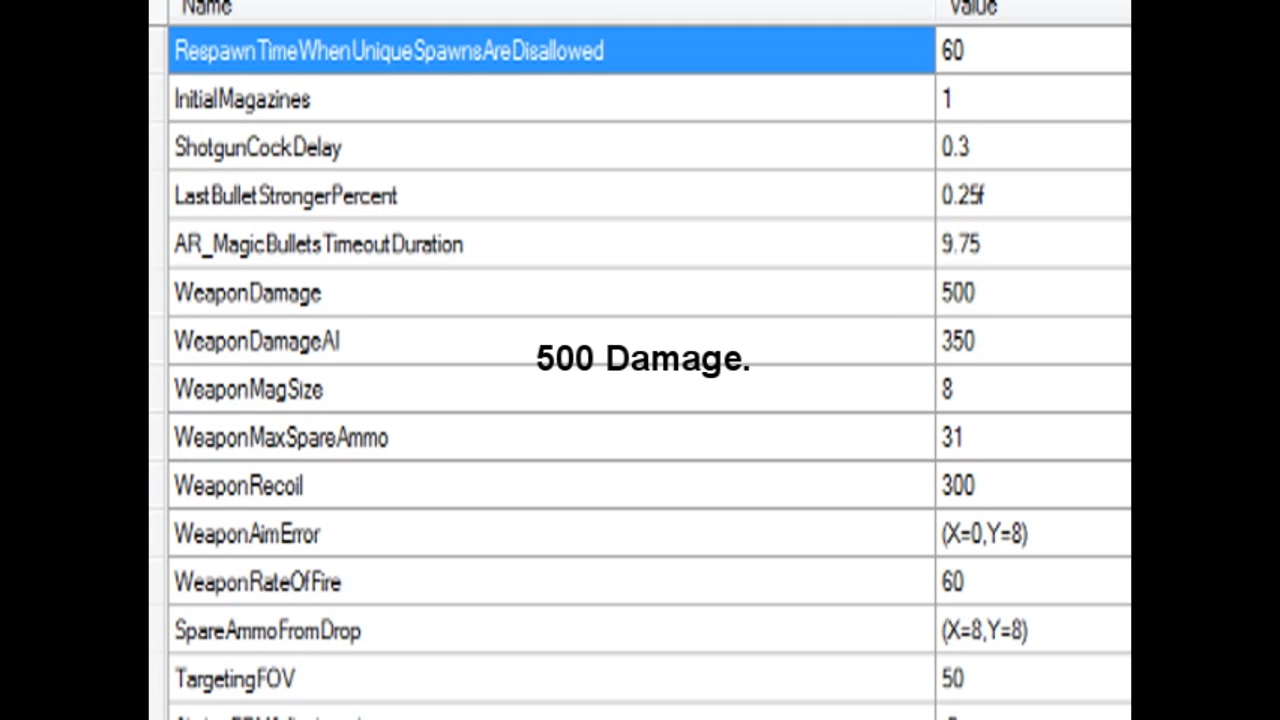 Name Value
RespawnTimeWhenUniqueSpawnsAreDisallowed 60
InitialMagazines 1
ShotgunCockDelay 0.3
LastBulletStrongerPercent 0.25f
AR_MagicBulletsTimeoutDuration 9.75
WeaponDamage 500
WeaponDamageAI 350
500 Damage.
WeaponMagSize 8
WeaponMaxSpareAmmo 31
WeaponRecoil 300
WeaponAimError (X=0,Y=8)
WeaponRateOfFire 60
SpareAmmoFromDrop (X=8,Y=8)
TargetingFOV 50